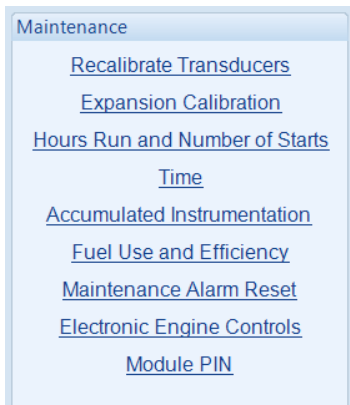 Maintenance
Recalibrate Transducers
Expansion Calibration
Hours Run and Number of Starts
Time
Accumulated Instrumentation
Fuel Use and Efficiency
Maintenance Alarm Reset
Electronic Engine Controls
Module PIN